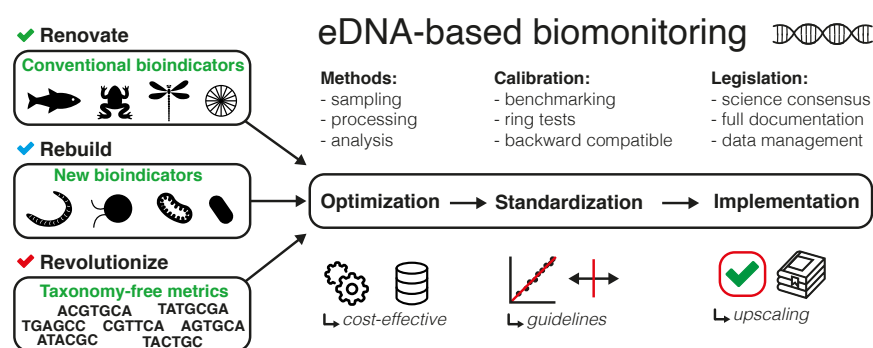 eDNA-based biomonitoring
Renovate
Conventional bioindicators
Rebuild
New bioindicators
Revolutionize
Taxonomy-free metrics
ACGTGCA TATGCGA
TGAGCC CGTTCA AGTGCA
ATACGC TACTGC
Methods:
- sampling
- processing
- analysis
Calibration:
- benchmarking
- ring tests
- backward compatible
Legislation:
- science consensus
- full documentation
- data management
Optimization
Standardization
Implementation
cost-effective
guidelines
upscaling